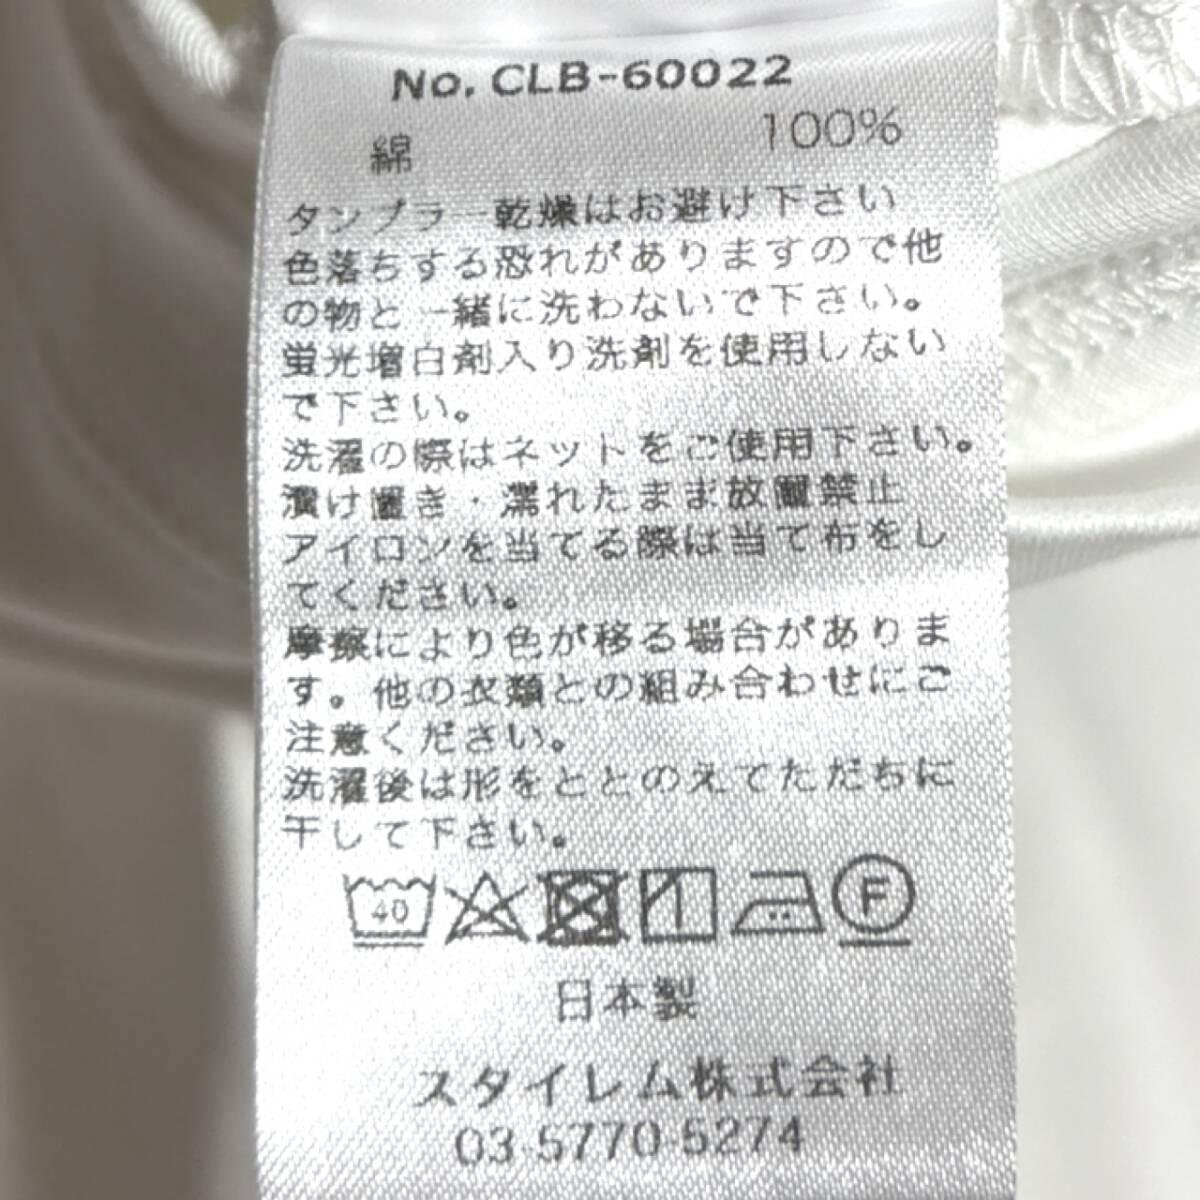 No. CLB-60022
綿 100%
タンブラー乾燥はお避け下さい
色落ちする恐れがありますので他
の物と一緒に洗わないで下さい。
蛍光増白剤入り洗剤を使用しない
で下さい。
洗濯の際はネットをご使用下さい。
漬け置き・濡れたまま放置禁止
アイロンを当てる際は当て布をし
てください。
摩擦により色が移る場合がありま
す。他の衣類との組み合わせにご
注意ください。
洗濯後は形をととのえてただちに
干して下さい。
40 F
日本製
スタイレム株式会社
03-5770-5274